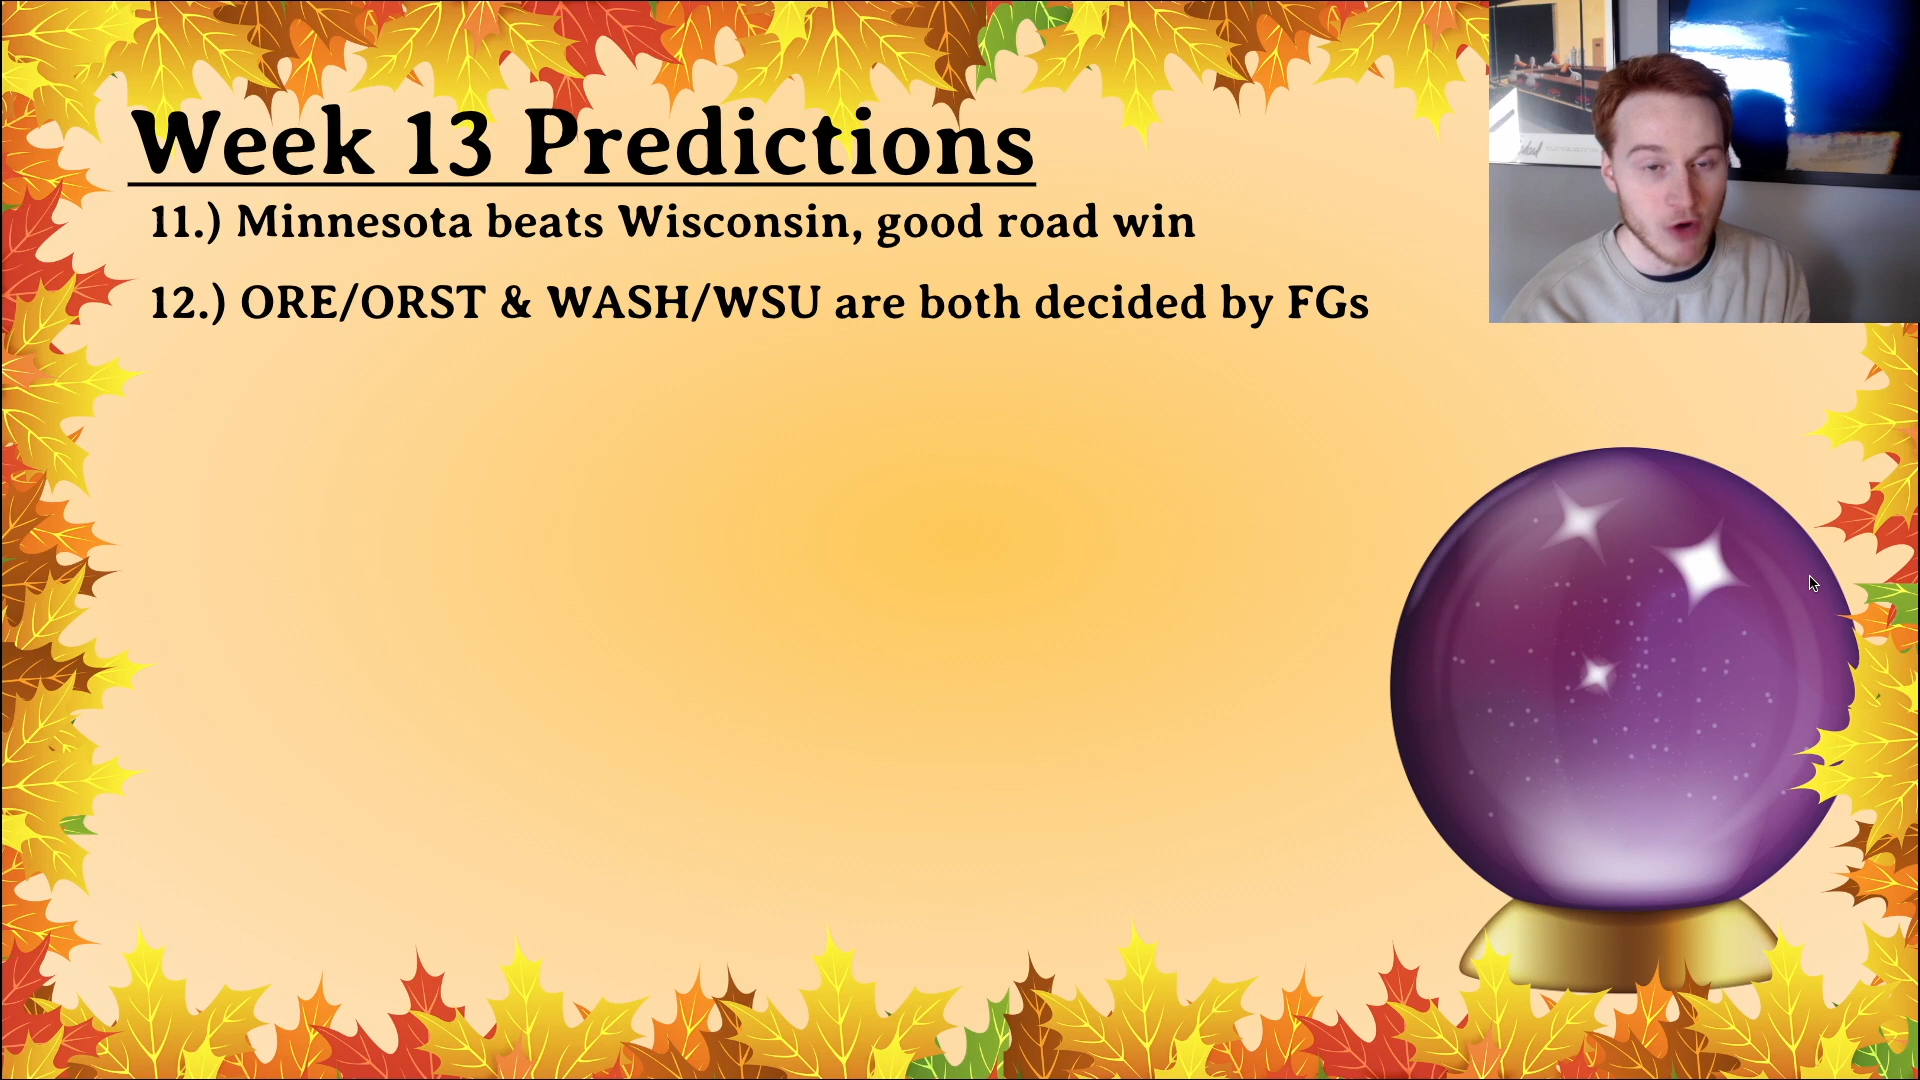 Week 13 Predictions
11.) Minnesota beats Wisconsin, good road win
12.) ORE/ORST & WASH/WSU are both decided by FGs